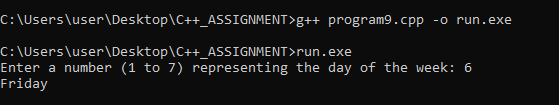 C:\Users\user\Desktop\C++_ASSIGNMENT>g++ program9.cpp -o run.exe
C:\Users\user\Desktop\C++_ASSIGNMENT>run.exe
Enter a number (1 to 7) representing the day of the week: 6
Friday